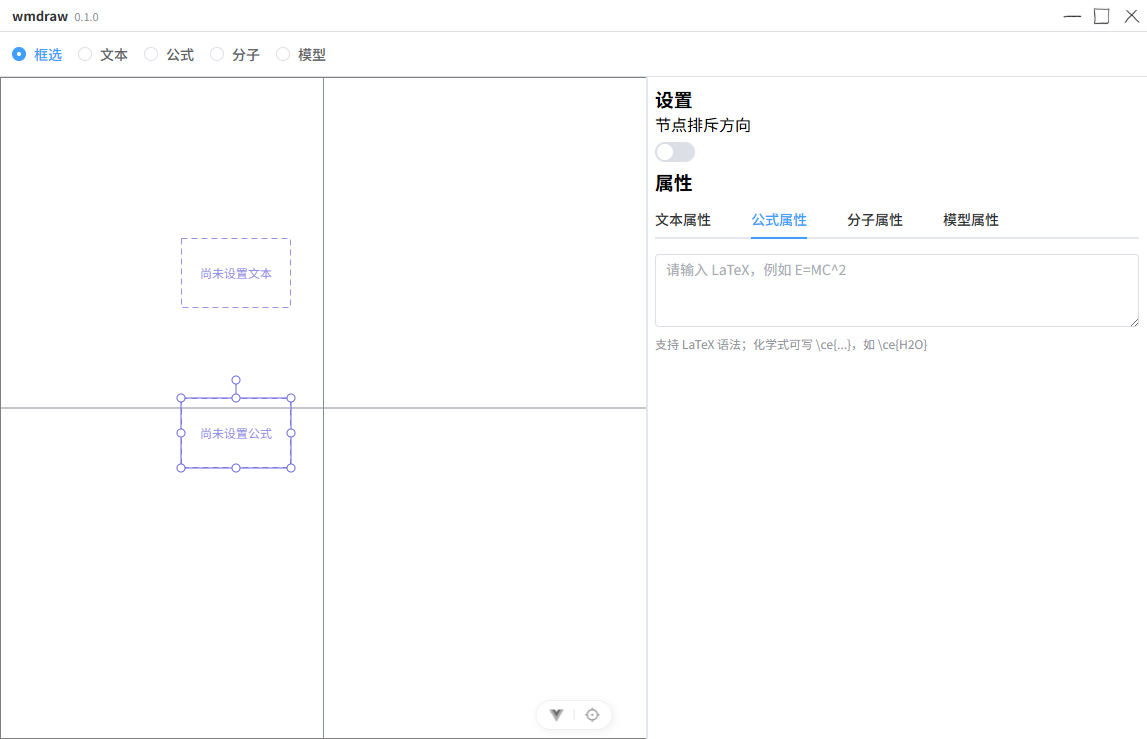 wmdraw 0.1.0
框选 文本 公式 分子 模型
设置
节点排斥方向
属性
文本属性 公式属性 分子属性 模型属性
请输入 LaTeX，例如 E=MC^2
支持 LaTeX 语法；化学式可写 \ce{...}，如 \ce{H2O}
尚未设置文本
尚未设置公式